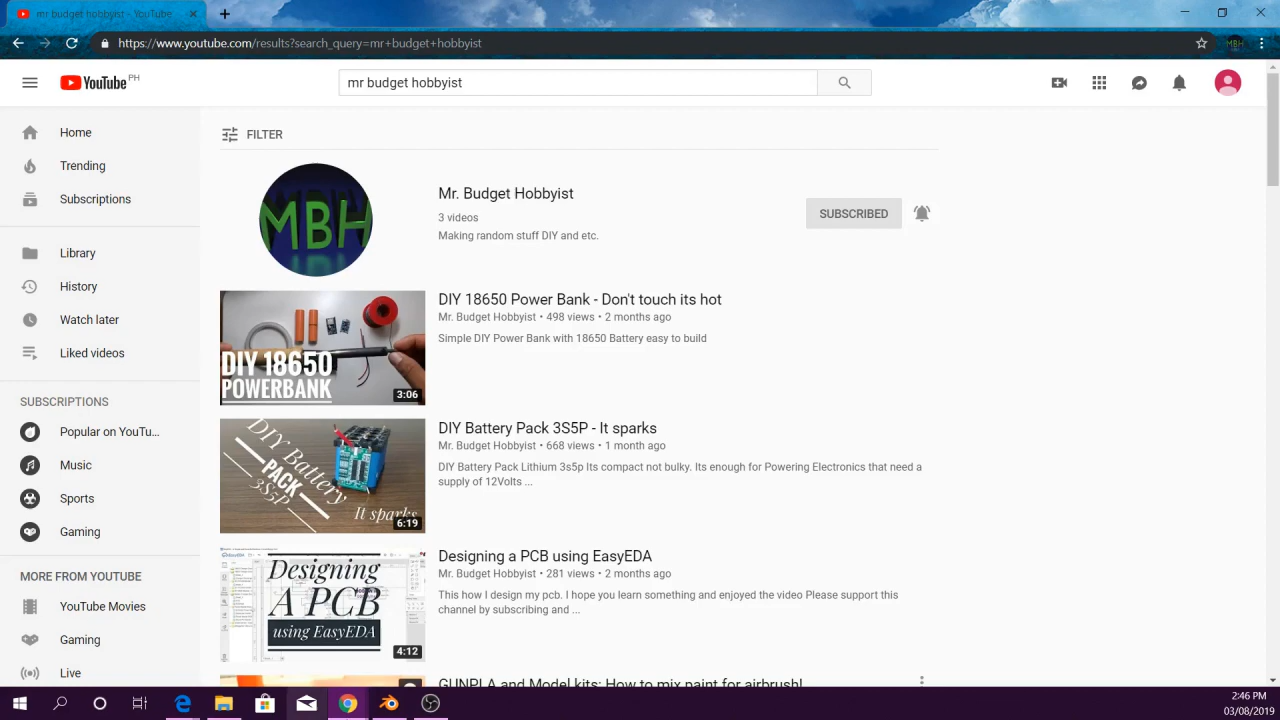 mr budget hobbyist - YouTube
https://www.youtube.com/results?search_query=mr+budget+hobbyist
MBH
YouTube PH
mr budget hobbyist
Home
Trending
Subscriptions
Library
History
Watch later
Liked videos
SUBSCRIPTIONS
Popular on YouTu...
Music
Sports
Gaming
MORE FROM YOUTUBE
YouTube Movies
Gaming
Live
FILTER
MBH
Mr. Budget Hobbyist
3 videos
Making random stuff DIY and etc.
SUBSCRIBED
DIY 18650
POWERBANK
3:06
DIY 18650 Power Bank - Don't touch its hot
Mr. Budget Hobbyist • 498 views • 2 months ago
Simple DIY Power Bank with 18650 Battery easy to build
DIY Battery
PACK
3S5P
It sparks
6:19
DIY Battery Pack 3S5P - It sparks
Mr. Budget Hobbyist • 668 views • 1 month ago
DIY Battery Pack Lithium 3s5p Its compact not bulky. Its enough for Powering Electronics that need a
supply of 12Volts ...
Designing
A PCB
using EasyEDA
4:12
Designing a PCB using EasyEDA
Mr. Budget Hobbyist • 281 views • 2 months ago
This how I design my pcb. I hope you learn something and enjoyed the video Please support this
channel by subscribing and ...
GUNPLA and Model kits: How to mix paint for airbrush!
2:46 PM
03/08/2019